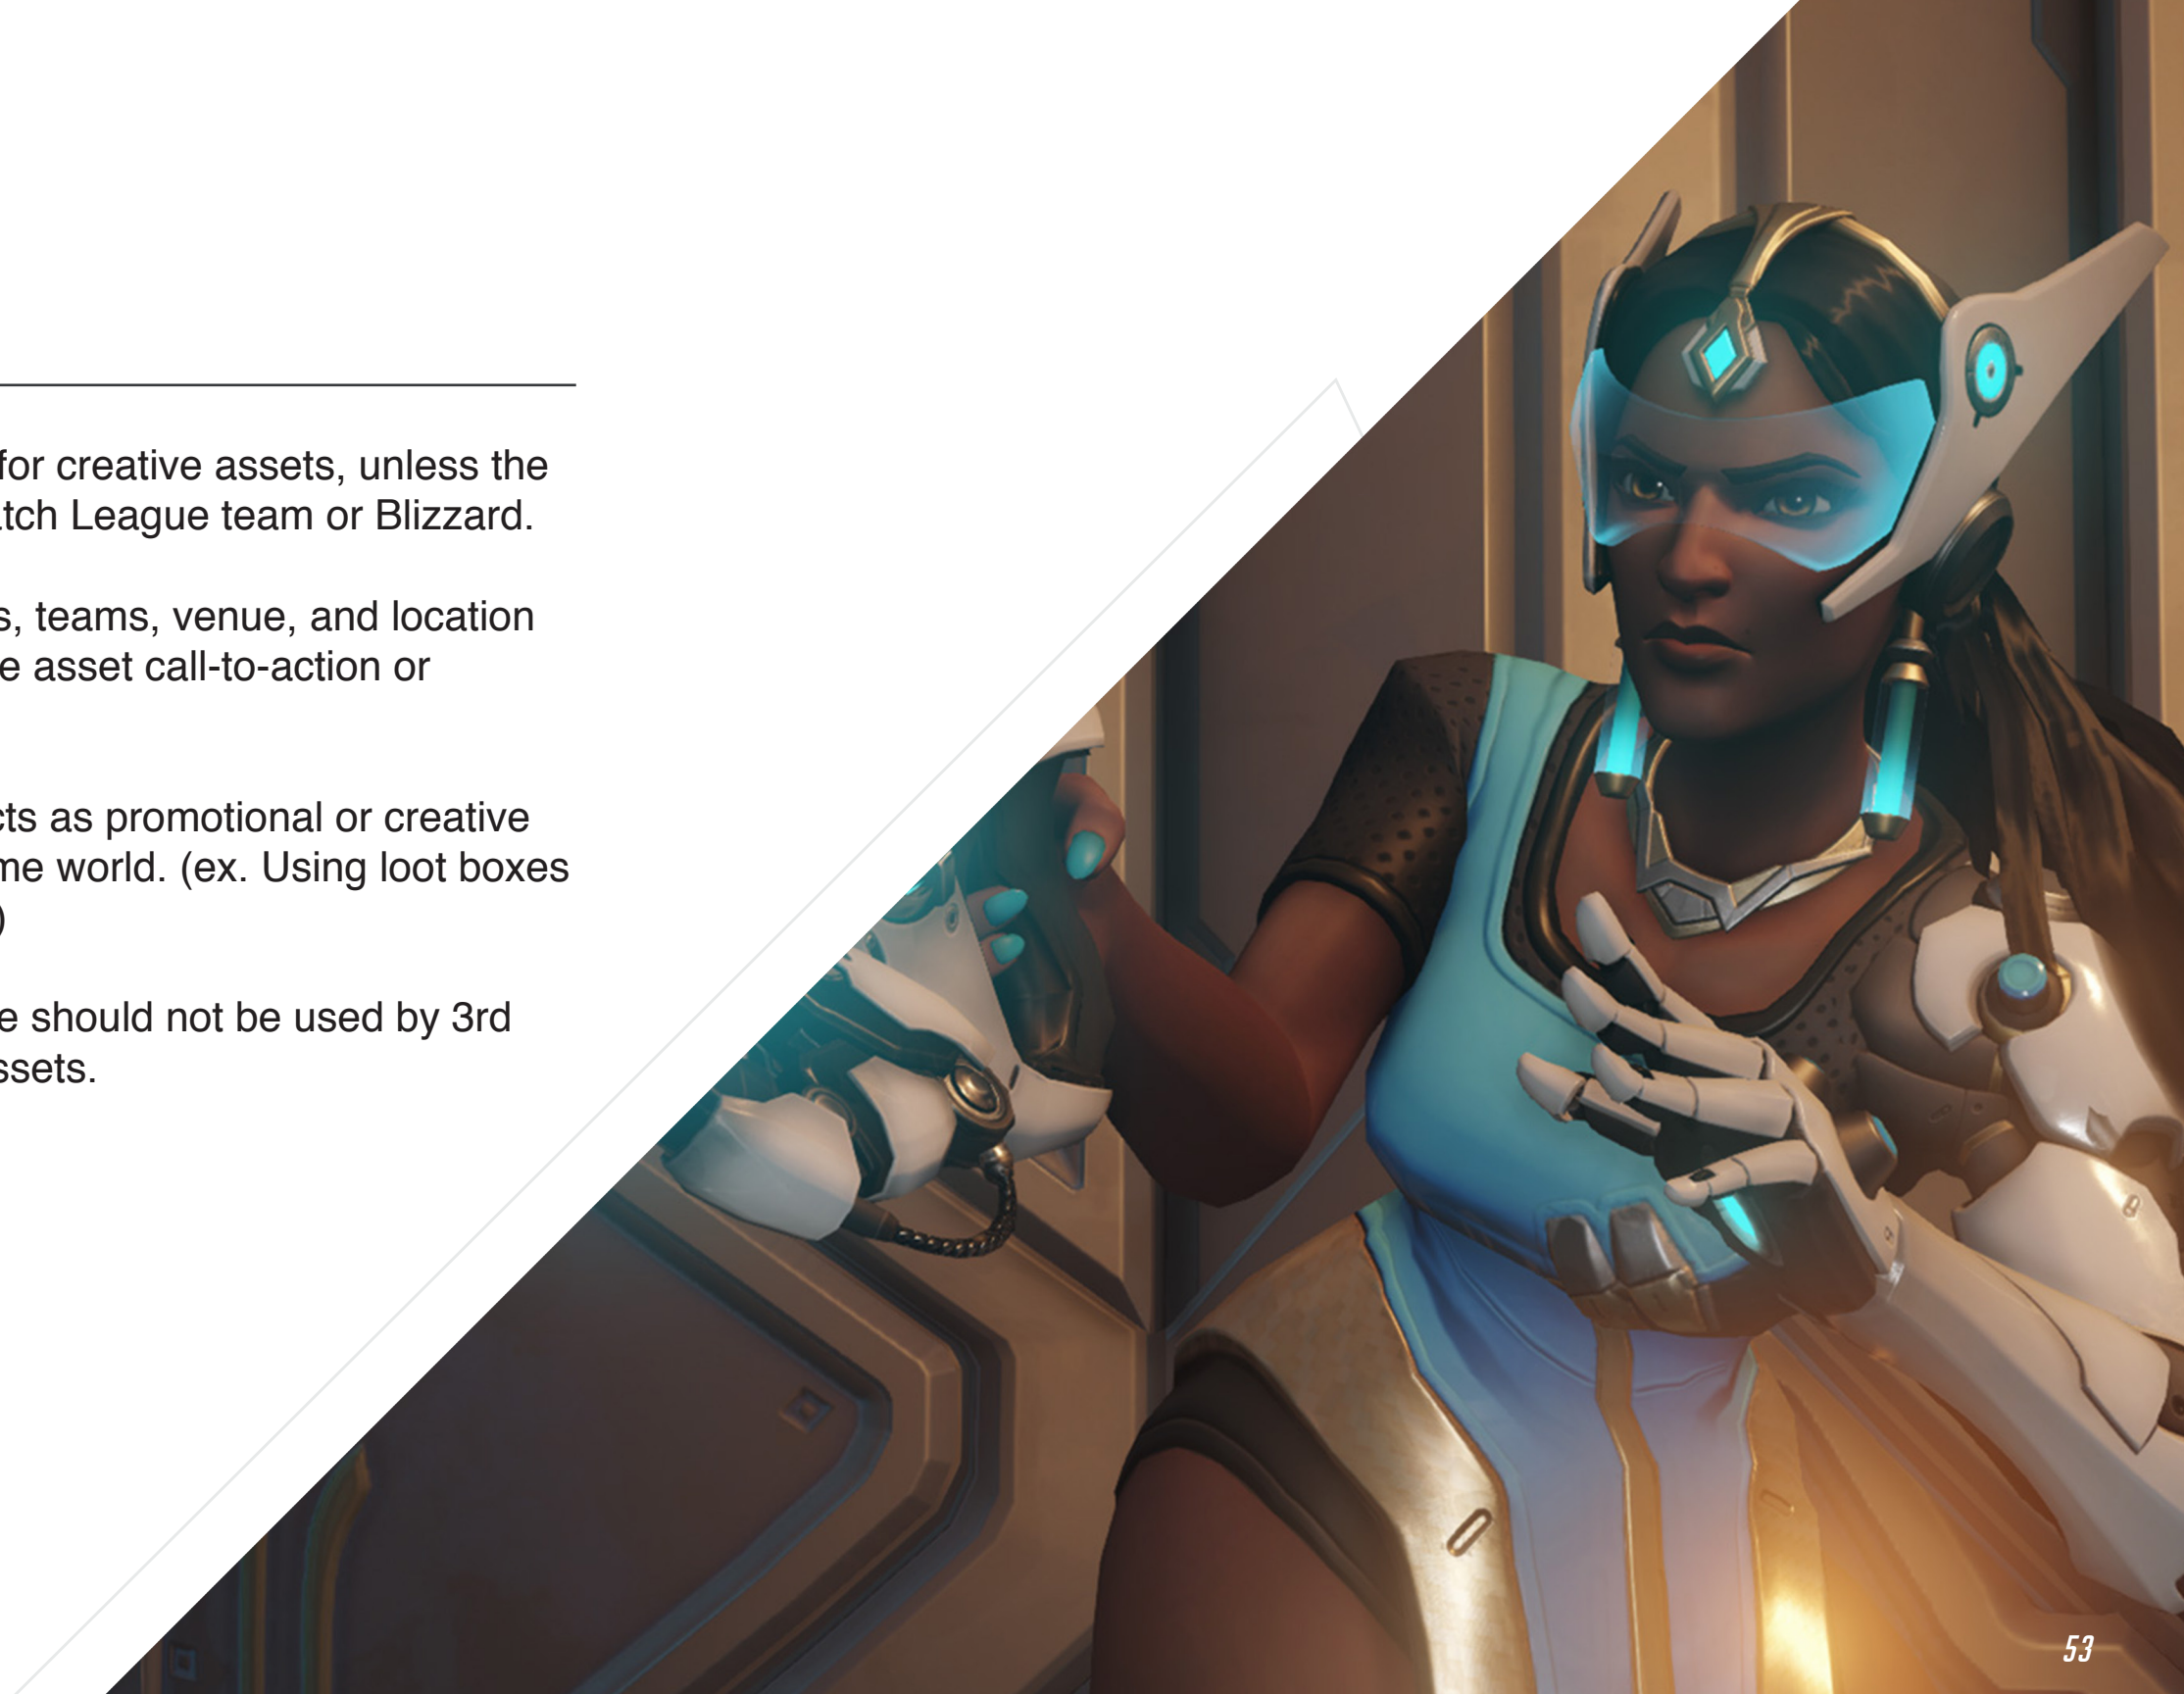 for creative assets, unless the
tch League team or Blizzard.
s, teams, venue, and location
e asset call-to-action or
cts as promotional or creative
me world. (ex. Using loot boxes
)
e should not be used by 3rd
ssets.
53